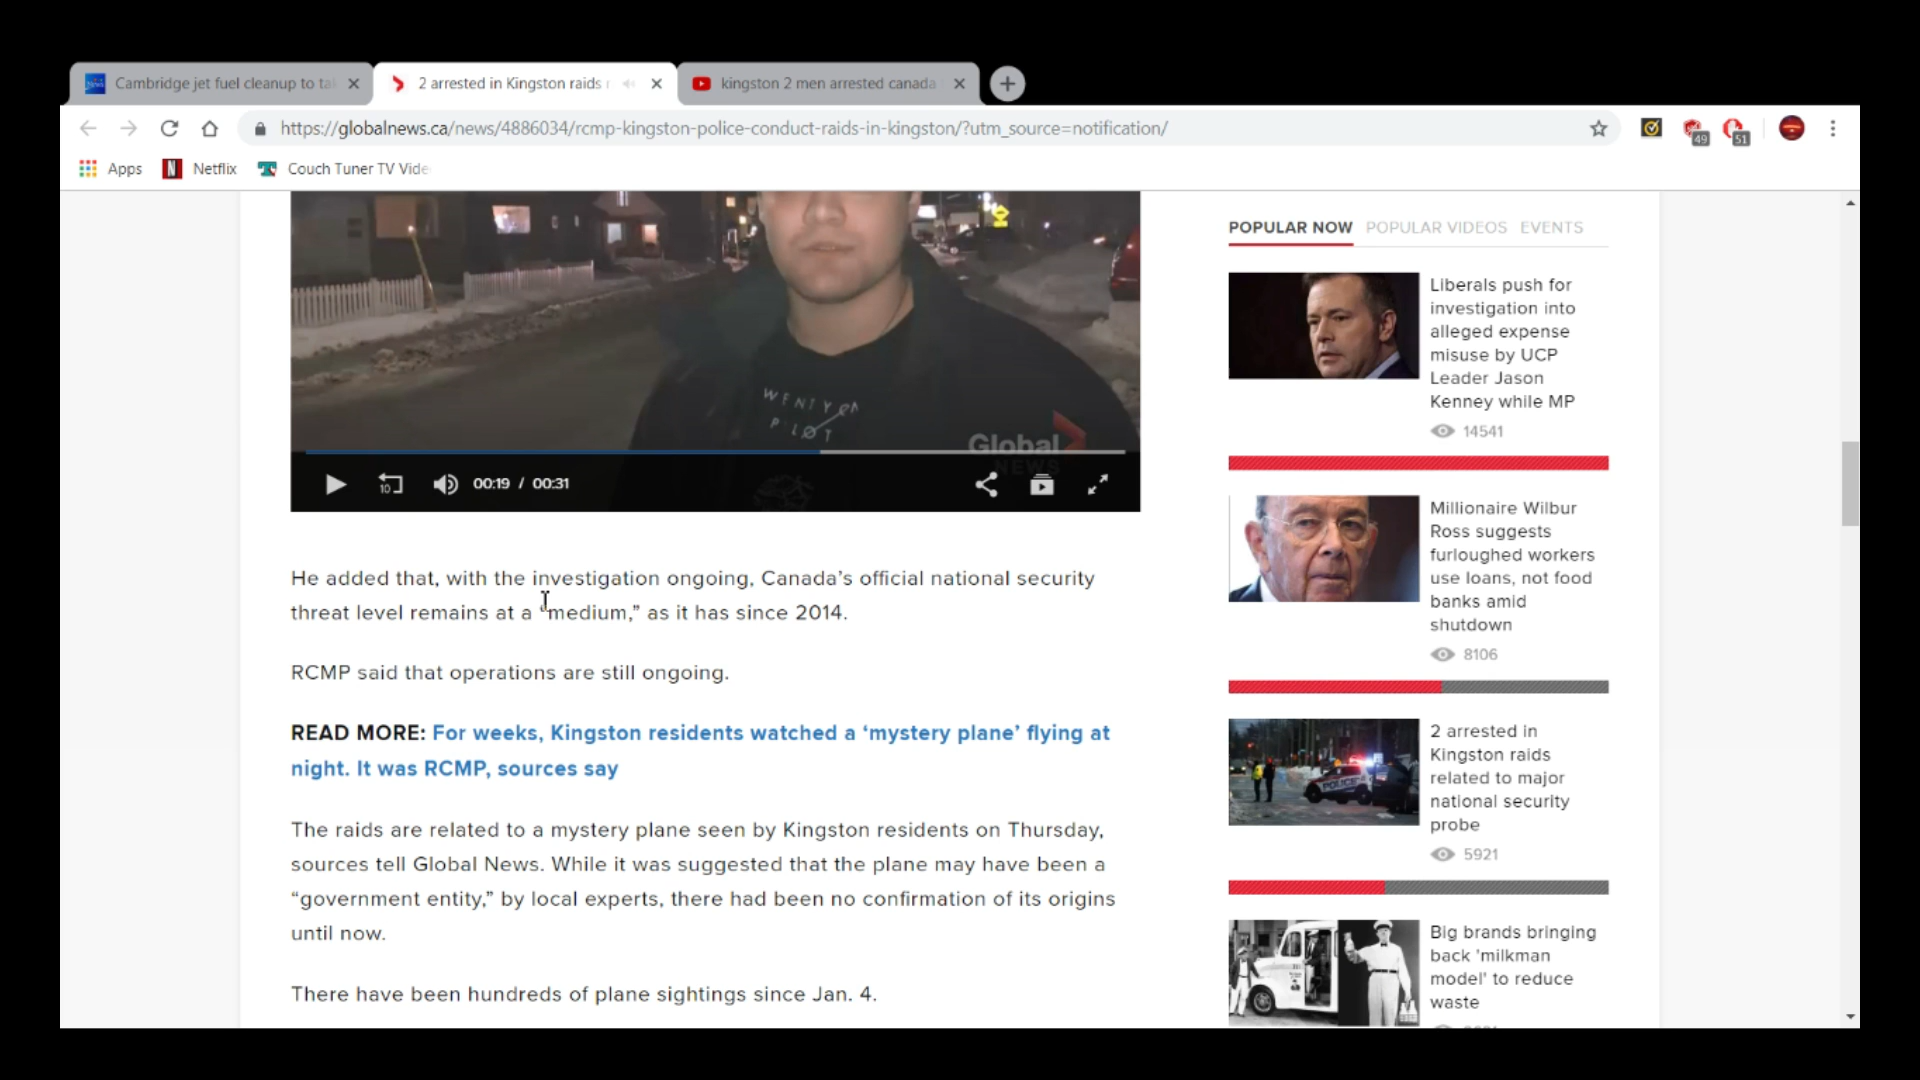 Cambridge jet fuel cleanup to ta
2 arrested in Kingston raids
kingston 2 men arrested canada
https://globalnews.ca/news/4886034/rcmp-kingston-police-conduct-raids-in-kingston/?utm_source=notification/
49
51
Apps
Netflix
Couch Tuner TV Vide
WENTY ØN
PILØT
Global
NEWS
10
00:19 / 00:31
He added that, with the investigation ongoing, Canada’s official national security
threat level remains at a “medium,” as it has since 2014.
RCMP said that operations are still ongoing.
READ MORE: For weeks, Kingston residents watched a ‘mystery plane’ flying at
night. It was RCMP, sources say
The raids are related to a mystery plane seen by Kingston residents on Thursday,
sources tell Global News. While it was suggested that the plane may have been a
“government entity,” by local experts, there had been no confirmation of its origins
until now.
There have been hundreds of plane sightings since Jan. 4.
POPULAR NOW POPULAR VIDEOS EVENTS
Liberals push for
investigation into
alleged expense
misuse by UCP
Leader Jason
Kenney while MP
14541
Millionaire Wilbur
Ross suggests
furloughed workers
use loans, not food
banks amid
shutdown
8106
POLICE
2 arrested in
Kingston raids
related to major
national security
probe
5921
Big brands bringing
back 'milkman
model' to reduce
waste